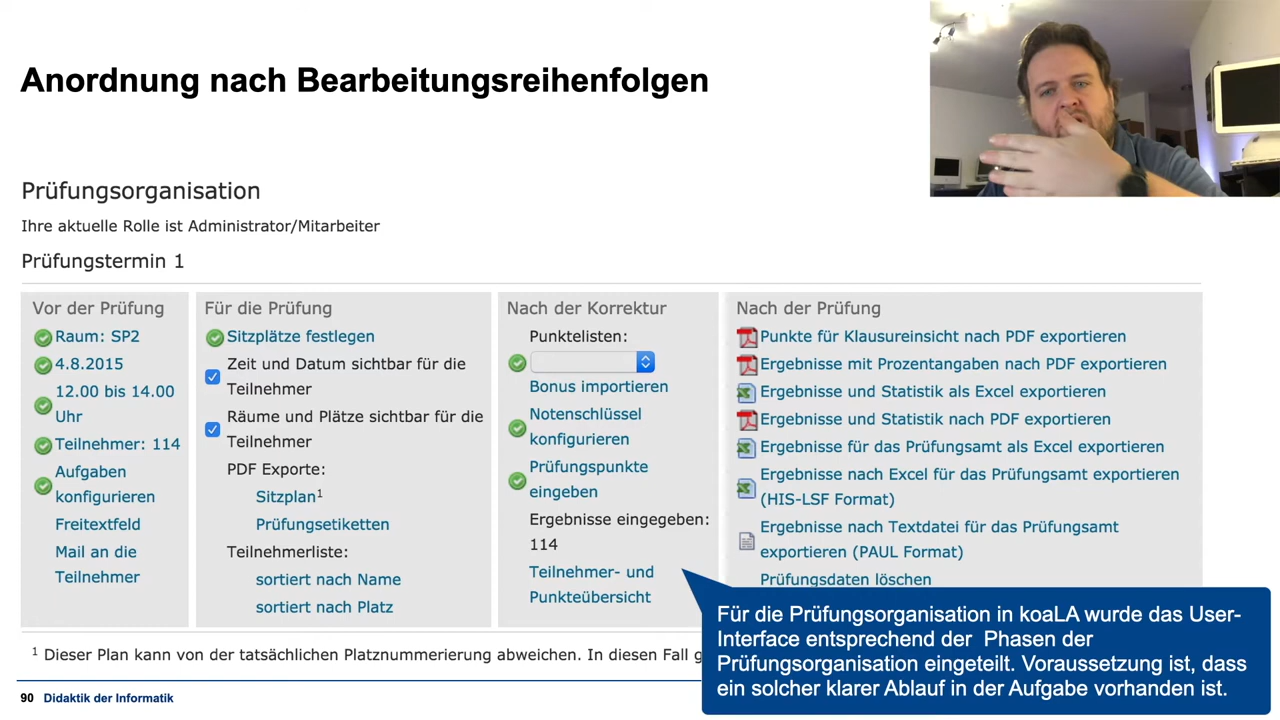 Anordnung nach Bearbeitungsreihenfolgen
Prüfungsorganisation
Ihre aktuelle Rolle ist Administrator/Mitarbeiter
Prüfungstermin 1
Vor der Prüfung
Raum: SP2
4.8.2015
12.00 bis 14.00
Uhr
Teilnehmer: 114
Aufgaben
konfigurieren
Freitextfeld
Mail an die
Teilnehmer
Für die Prüfung
Sitzplätze festlegen
Zeit und Datum sichtbar für die
Teilnehmer
Räume und Plätze sichtbar für die
Teilnehmer
PDF Exporte:
Sitzplan¹
Prüfungsetiketten
Teilnehmerliste:
sortiert nach Name
sortiert nach Platz
Nach der Korrektur
Punktelisten:
Bonus importieren
Notenschlüssel
konfigurieren
Prüfungspunkte
eingeben
Ergebnisse eingegeben:
114
Teilnehmer- und
Punkteübersicht
Nach der Prüfung
Punkte für Klausureinsicht nach PDF exportieren
Ergebnisse mit Prozentangaben nach PDF exportieren
Ergebnisse und Statistik als Excel exportieren
Ergebnisse und Statistik nach PDF exportieren
Ergebnisse für das Prüfungsamt als Excel exportieren
Ergebnisse nach Excel für das Prüfungsamt exportieren
(HIS-LSF Format)
Ergebnisse nach Textdatei für das Prüfungsamt
exportieren (PAUL Format)
Prüfungsdaten löschen
¹ Dieser Plan kann von der tatsächlichen Platznummerierung abweichen. In diesen Fall g
Für die Prüfungsorganisation in koaLA wurde das User-
Interface entsprechend der Phasen der
Prüfungsorganisation eingeteilt. Voraussetzung ist, dass
ein solcher klarer Ablauf in der Aufgabe vorhanden ist.
90 Didaktik der Informatik